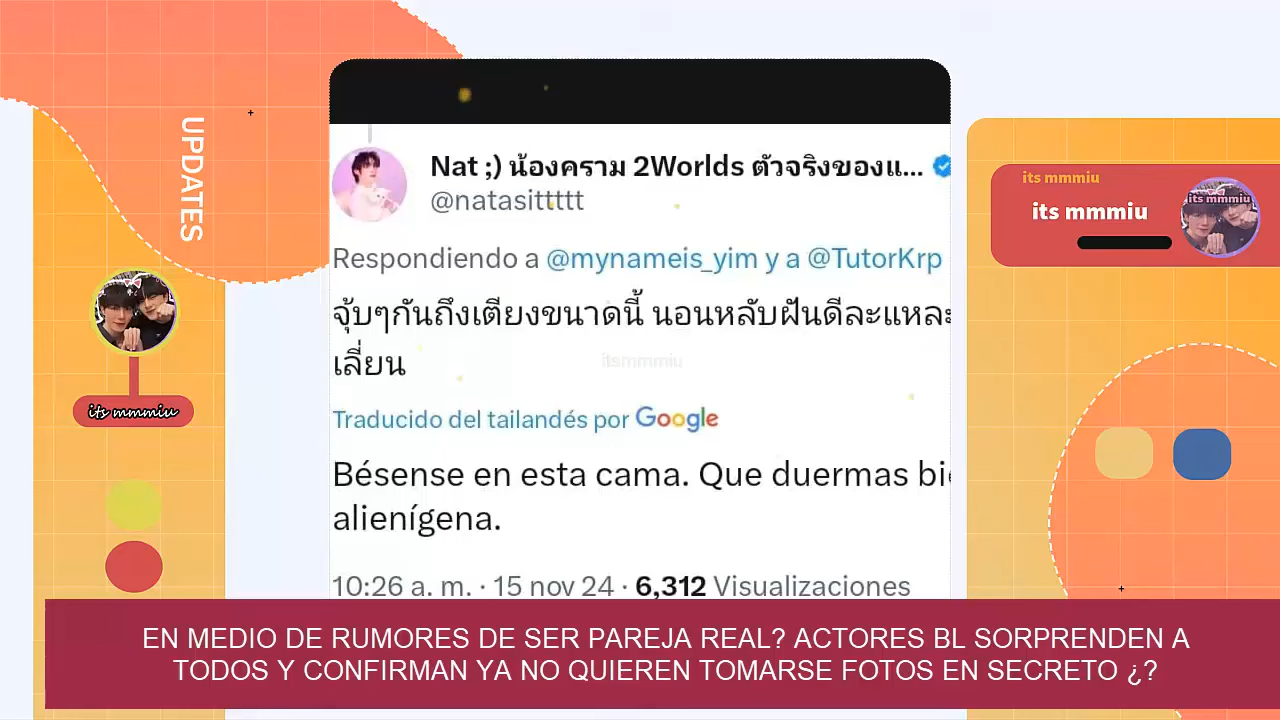 UPDATES
its mmmiu
Nat ;) น้องคราม 2Worlds ตัวจริงของแ...
@natasittttt
Respondiendo a @mynameis_yim y a @TutorKrp
จุ้บๆกันถึงเตียงขนาดนี้ นอนหลับฝันดีละแหละ
เลี่ยน
itsmmmiu
Traducido del tailandés por Google
Bésense en esta cama. Que duermas bi
alienígena.
10:26 a. m. · 15 nov 24 · 6,312 Visualizaciones
its mmmiu
its mmmiu
its mmmiu
EN MEDIO DE RUMORES DE SER PAREJA REAL? ACTORES BL SORPRENDEN A
TODOS Y CONFIRMAN YA NO QUIEREN TOMARSE FOTOS EN SECRETO ¿?